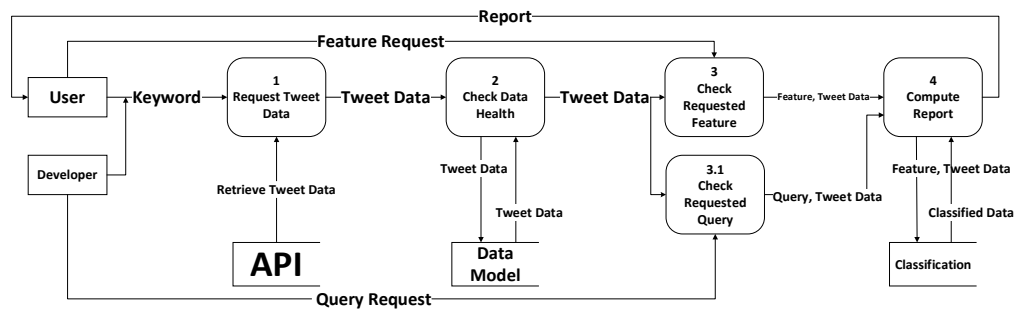 Report
Feature Request
User
Keyword
1
Request Tweet
Data
Tweet Data
2
Check Data
Health
Tweet Data
3
Check
Requested
Feature
Feature, Tweet Data
4
Compute
Report
Developer
Retrieve Tweet Data
Tweet Data
Tweet Data
3.1
Check
Requested
Query
Query, Tweet Data
Feature, Tweet Data
Classified Data
API
Data
Model
Classification
Query Request